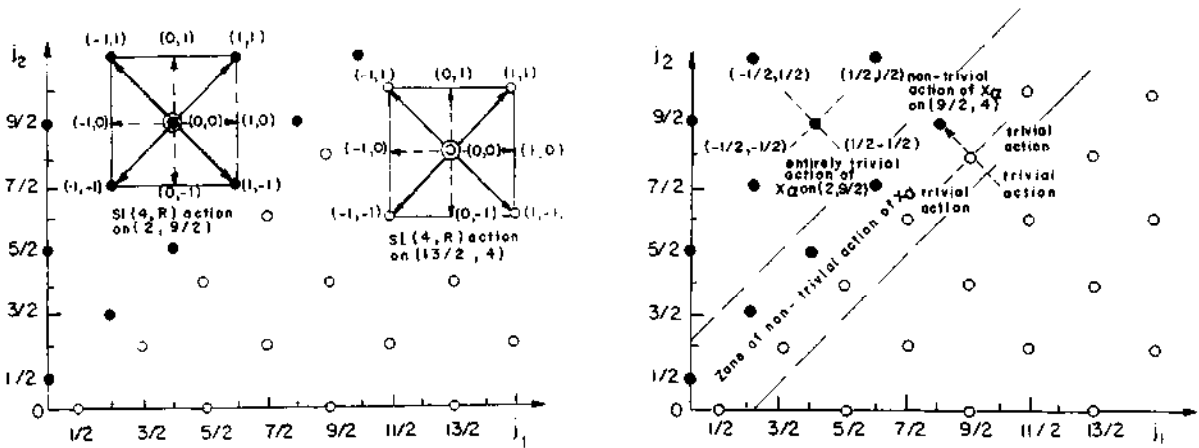 j2
(-1,1) (0,1) (1,1)
9/2
(-1,0) (0,0) (1,0)
7/2
(-1,-1) (0,-1) (1,-1)
Sl(4,R) action
on (2, 9/2)
(-1,1) (0,1) (1,1)
(-1,0) (0,0) (1,0)
(-1,-1) (0,-1) (1,-1)
SL(4,R) action
on (13/2, 4)
5/2
3/2
1/2
0
1/2 3/2 5/2 7/2 9/2 11/2 13/2 j1
j2
(-1/2,1/2) (1/2,1/2)
non-trivial
action of Xα
on (9/2, 4)
9/2
(-1/2,-1/2) (1/2-1/2)
trivial
action
entirely trivial
action of
Xα on (2,9/2)
trivial
action
trivial
action
7/2
Zone of non-trivial action of X
5/2
3/2
1/2
0
1/2 3/2 5/2 7/2 9/2 11/2 13/2 j1